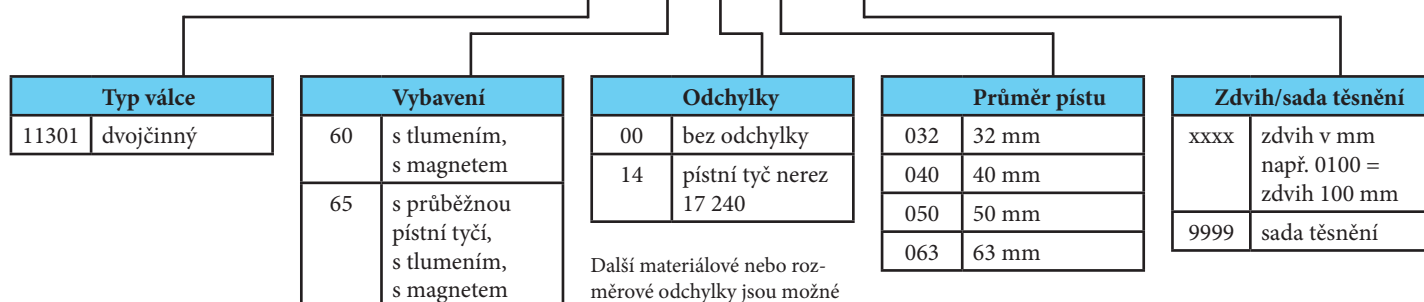 Typ válce
11301 dvojčinný
Vybavení
60 s tlumením,
s magnetem
65 s průběžnou
pístní tyčí,
s tlumením,
s magnetem
Odchylky
00 bez odchylky
14 pístní tyč nerez
17 240
Další materiálové nebo roz-
měrové odchylky jsou možné
Průměr pístu
032 32 mm
040 40 mm
050 50 mm
063 63 mm
Zdvih/sada těsnění
xxxx zdvih v mm
např. 0100 =
zdvih 100 mm
9999 sada těsnění